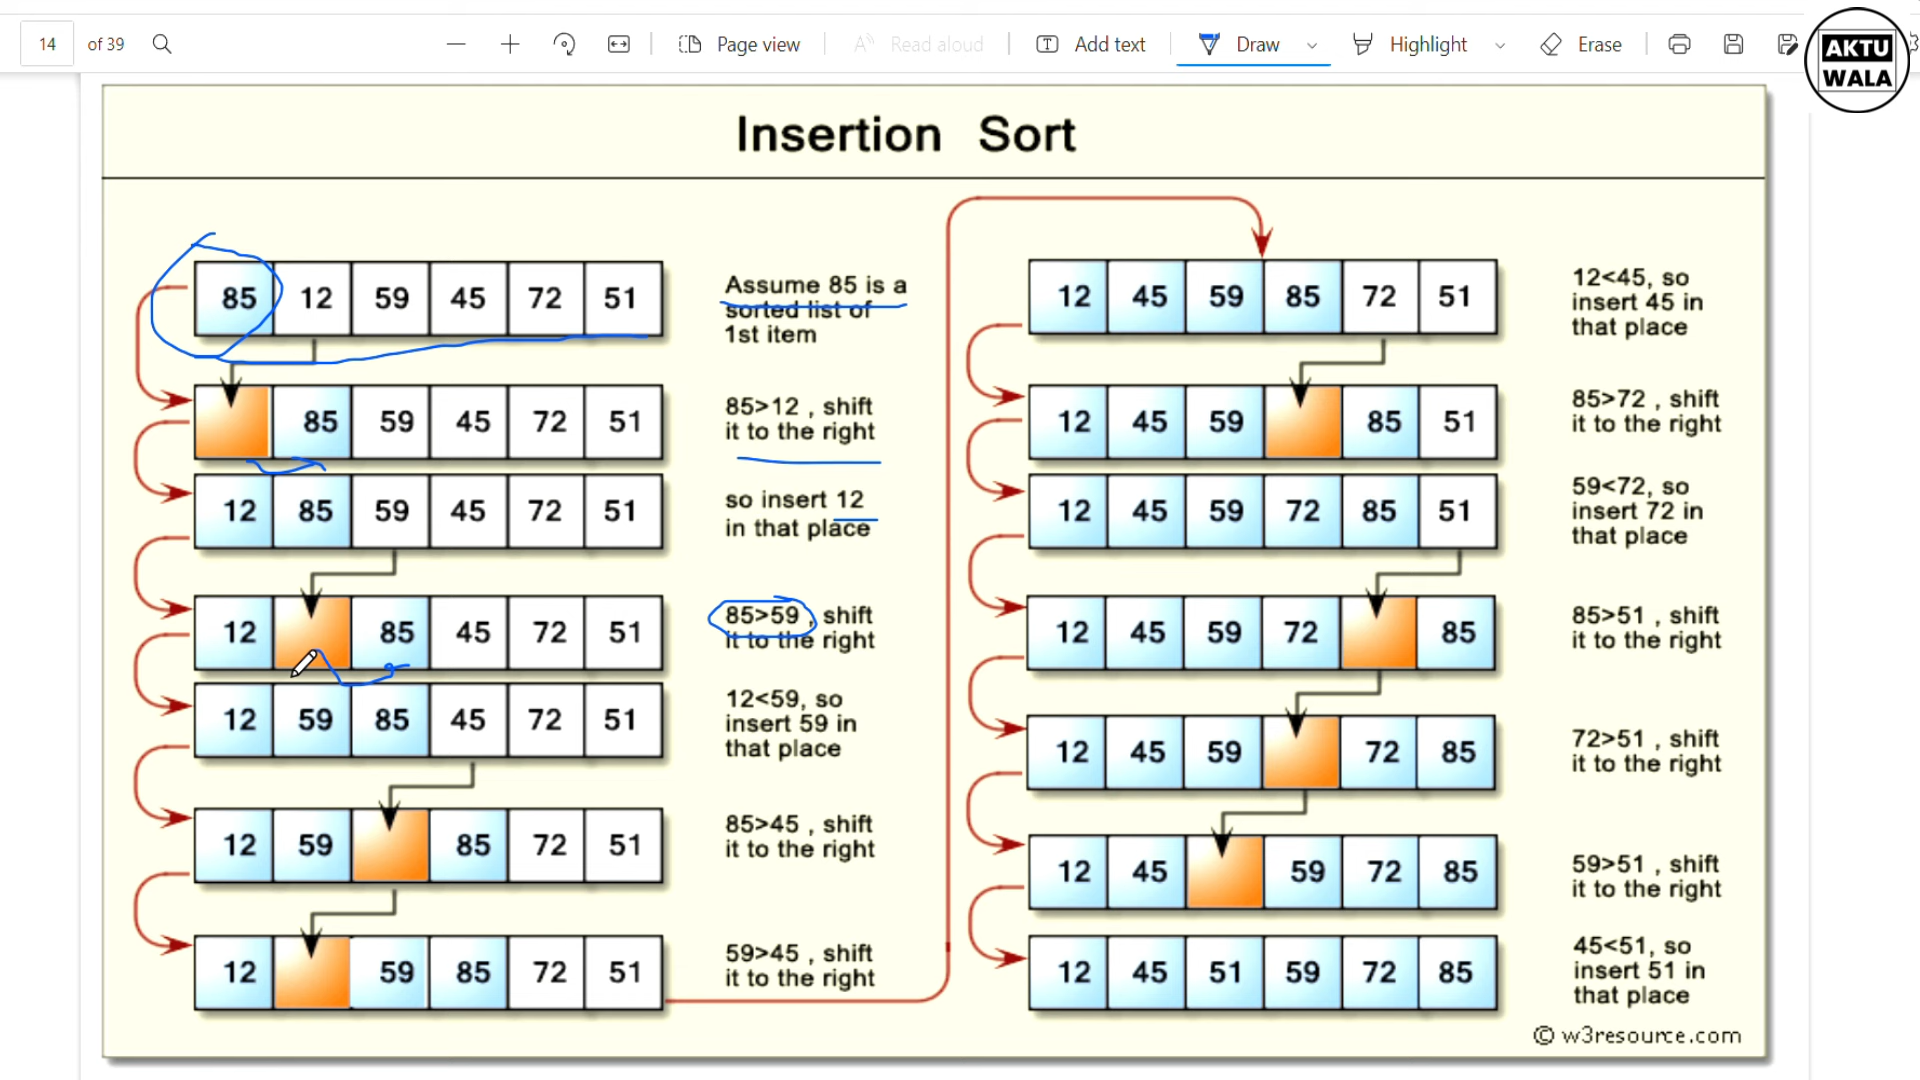 14 of 39 Page view Read aloud Add text Draw Highlight Erase
AKTU
WALA
Insertion Sort
85 12 59 45 72 51
Assume 85 is a
sorted list of
1st item
85 59 45 72 51
85>12 , shift
it to the right
12 85 59 45 72 51
so insert 12
in that place
12 85 45 72 51
85>59 , shift
it to the right
12 59 85 45 72 51
12<59, so
insert 59 in
that place
12 59 85 72 51
85>45 , shift
it to the right
12 59 85 72 51
59>45 , shift
it to the right
12 45 59 85 72 51
12<45, so
insert 45 in
that place
12 45 59 85 51
85>72 , shift
it to the right
12 45 59 72 85 51
59<72, so
insert 72 in
that place
12 45 59 72 85
85>51 , shift
it to the right
12 45 59 72 85
72>51 , shift
it to the right
12 45 59 72 85
59>51 , shift
it to the right
12 45 51 59 72 85
45<51, so
insert 51 in
that place
© w3resource.com